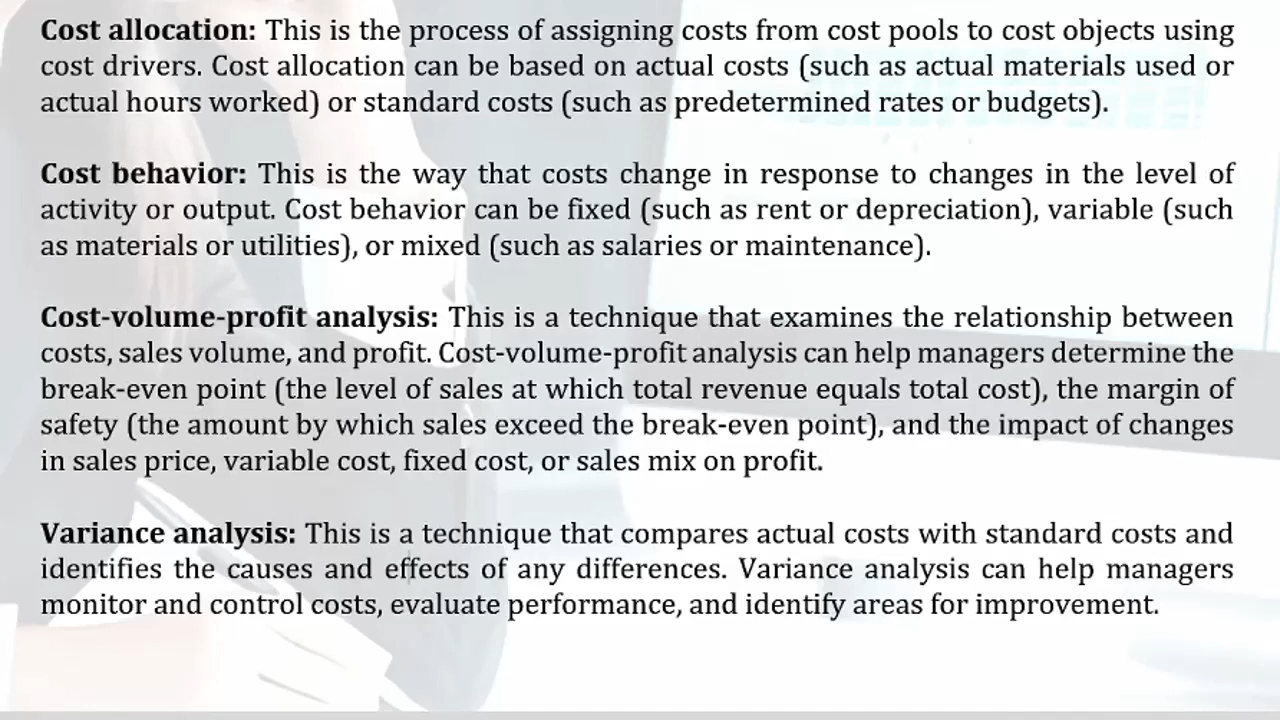 Cost allocation: This is the process of assigning costs from cost pools to cost objects using
cost drivers. Cost allocation can be based on actual costs (such as actual materials used or
actual hours worked) or standard costs (such as predetermined rates or budgets).
Cost behavior: This is the way that costs change in response to changes in the level of
activity or output. Cost behavior can be fixed (such as rent or depreciation), variable (such
as materials or utilities), or mixed (such as salaries or maintenance).
Cost-volume-profit analysis: This is a technique that examines the relationship between
costs, sales volume, and profit. Cost-volume-profit analysis can help managers determine the
break-even point (the level of sales at which total revenue equals total cost), the margin of
safety (the amount by which sales exceed the break-even point), and the impact of changes
in sales price, variable cost, fixed cost, or sales mix on profit.
Variance analysis: This is a technique that compares actual costs with standard costs and
identifies the causes and effects of any differences. Variance analysis can help managers
monitor and control costs, evaluate performance, and identify areas for improvement.